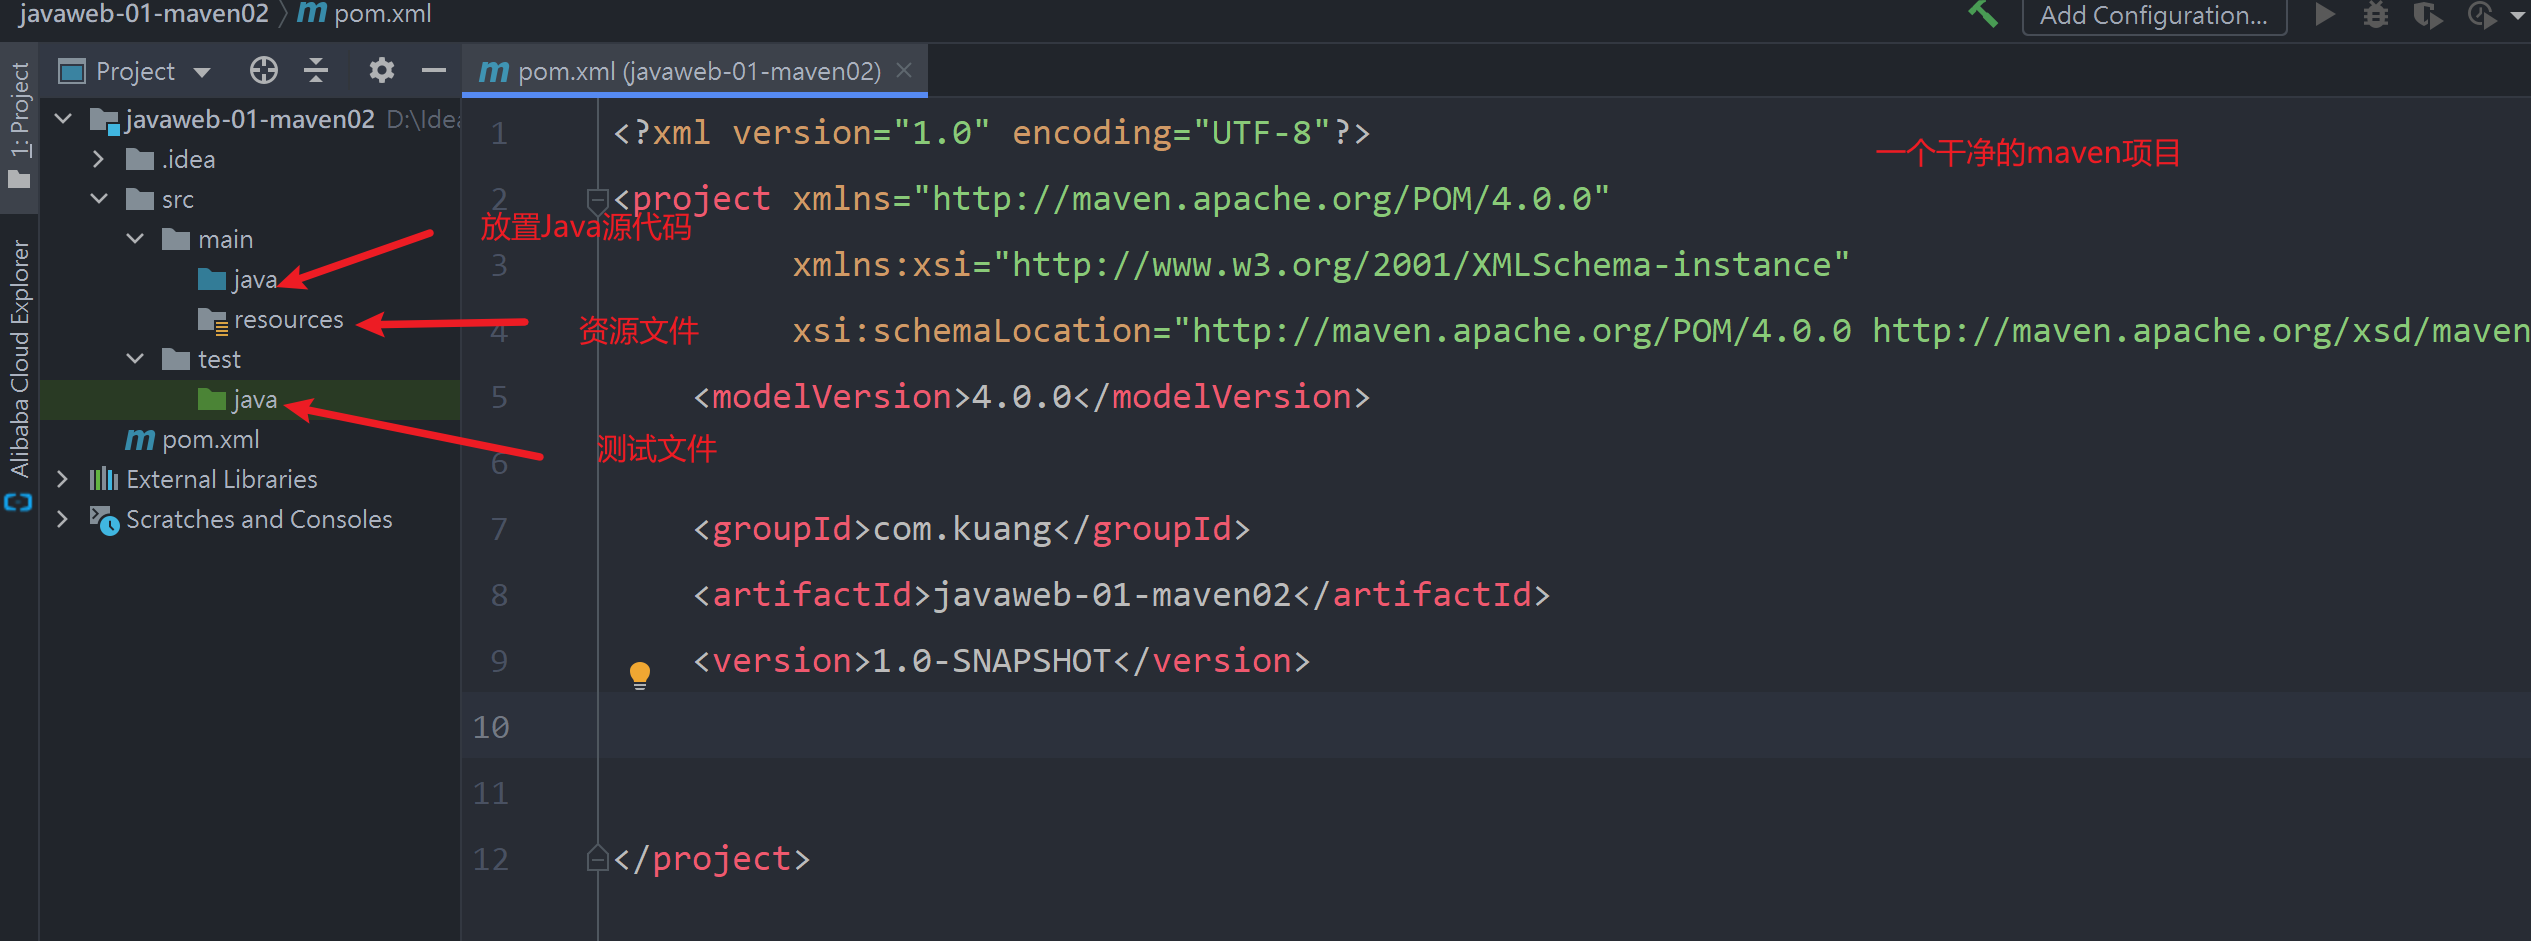 javaweb-01-maven02 > m pom.xml
Add Configuration...
1: Project
Alibaba Cloud Explorer
Project
javaweb-01-maven02 D:\Idea
.idea
src
main
java
resources
test
java
m pom.xml
External Libraries
Scratches and Consoles
m pom.xml (javaweb-01-maven02) ×
1 <?xml version="1.0" encoding="UTF-8"?>
一个干净的maven项目
2 <project xmlns="http://maven.apache.org/POM/4.0.0"
放置Java源代码
3 xmlns:xsi="http://www.w3.org/2001/XMLSchema-instance"
资源文件
4 xsi:schemaLocation="http://maven.apache.org/POM/4.0.0 http://maven.apache.org/xsd/maven
5 <modelVersion>4.0.0</modelVersion>
测试文件
6
7 <groupId>com.kuang</groupId>
8 <artifactId>javaweb-01-maven02</artifactId>
9 <version>1.0-SNAPSHOT</version>
10
11
12 </project>